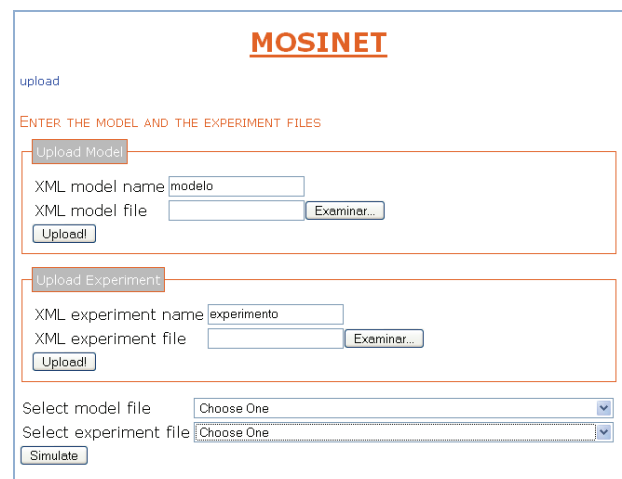 MOSINET
upload
ENTER THE MODEL AND THE EXPERIMENT FILES
Upload Model
XML model name modelo
XML model file Examinar...
Upload!
Upload Experiment
XML experiment name experimento
XML experiment file Examinar...
Upload!
Select model file Choose One
Select experiment file Choose One
Simulate